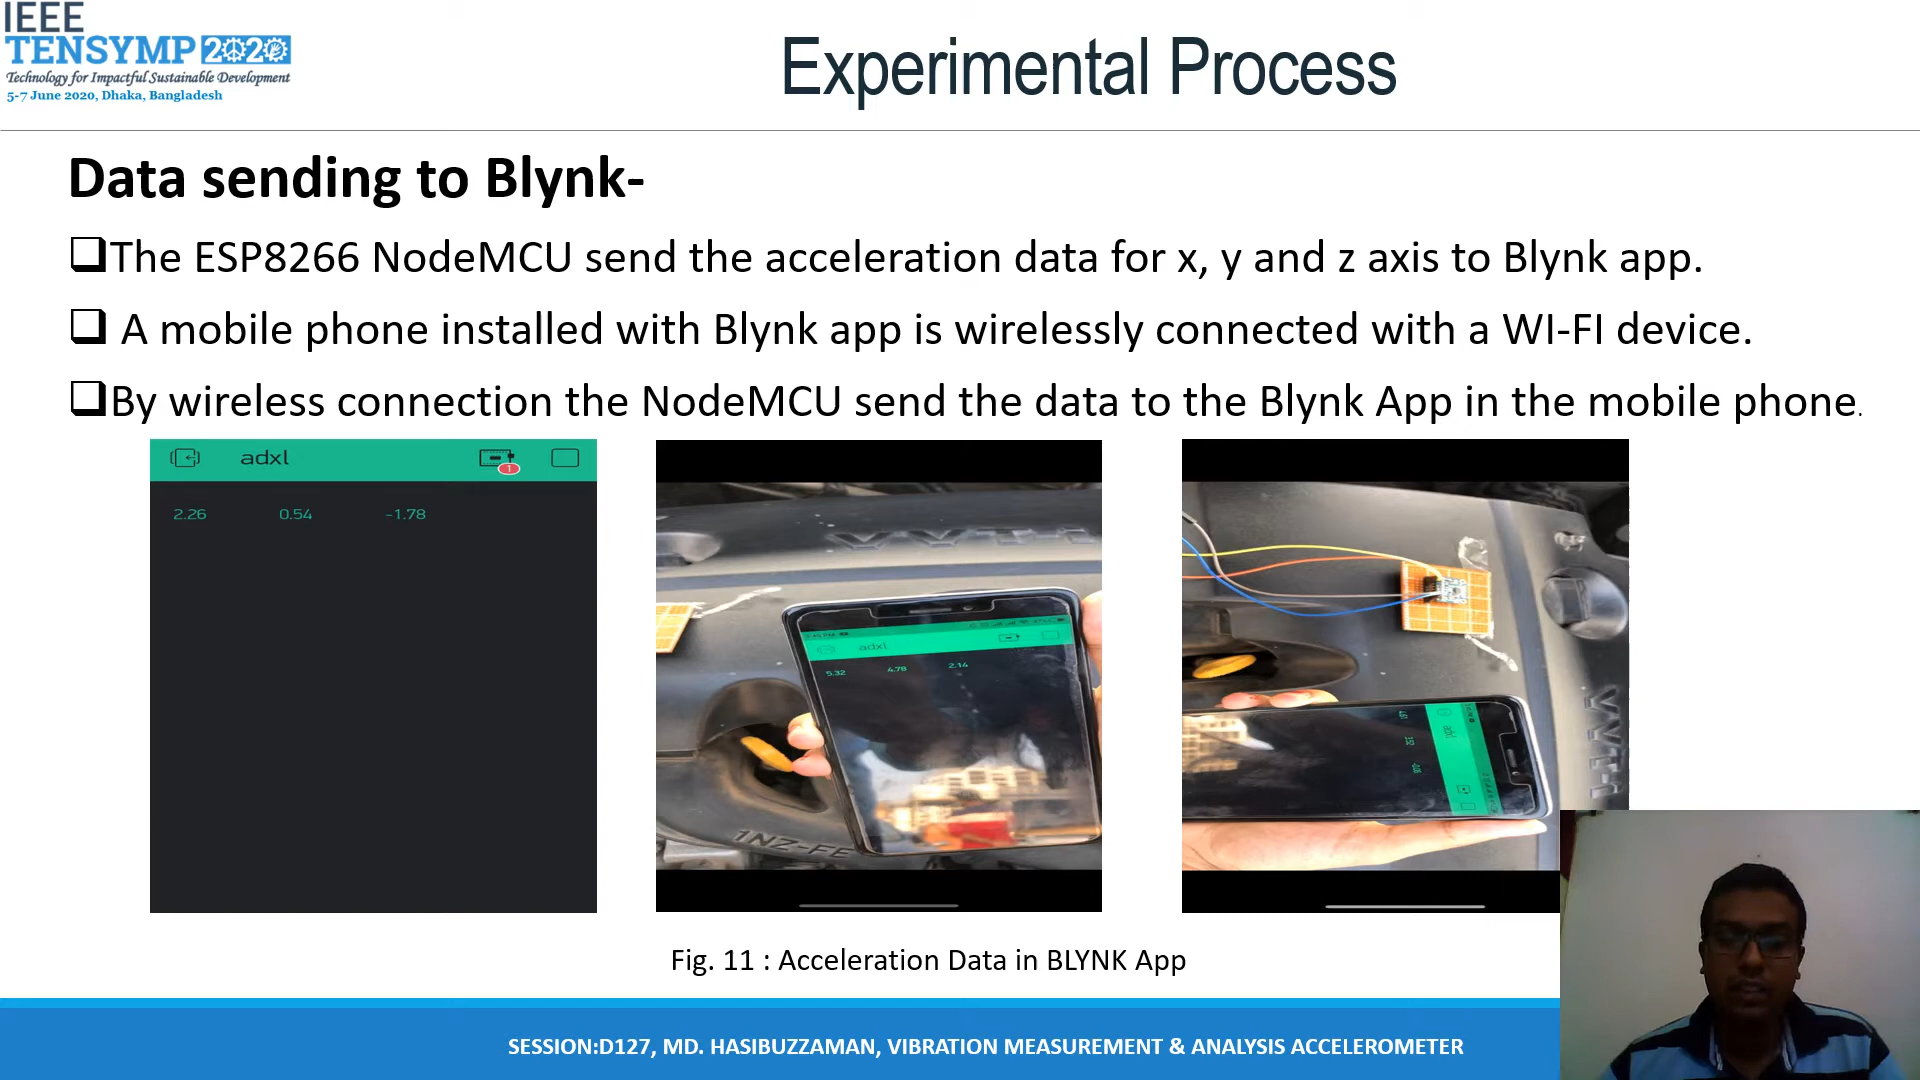 IEEE
TENSYMP 2020
Technology for Impactful Sustainable Development
5-7 June 2020, Dhaka, Bangladesh
Experimental Process
Data sending to Blynk-
The ESP8266 NodeMCU send the acceleration data for x, y and z axis to Blynk app.
A mobile phone installed with Blynk app is wirelessly connected with a WI-FI device.
By wireless connection the NodeMCU send the data to the Blynk App in the mobile phone.
adxl
1
2.26 0.54 -1.78
VVT-i
adxl
5.32 4.78 2.14
1NZ-FE
adxl
Fig. 11 : Acceleration Data in BLYNK App
SESSION:D127, MD. HASIBUZZAMAN, VIBRATION MEASUREMENT & ANALYSIS ACCELEROMETER